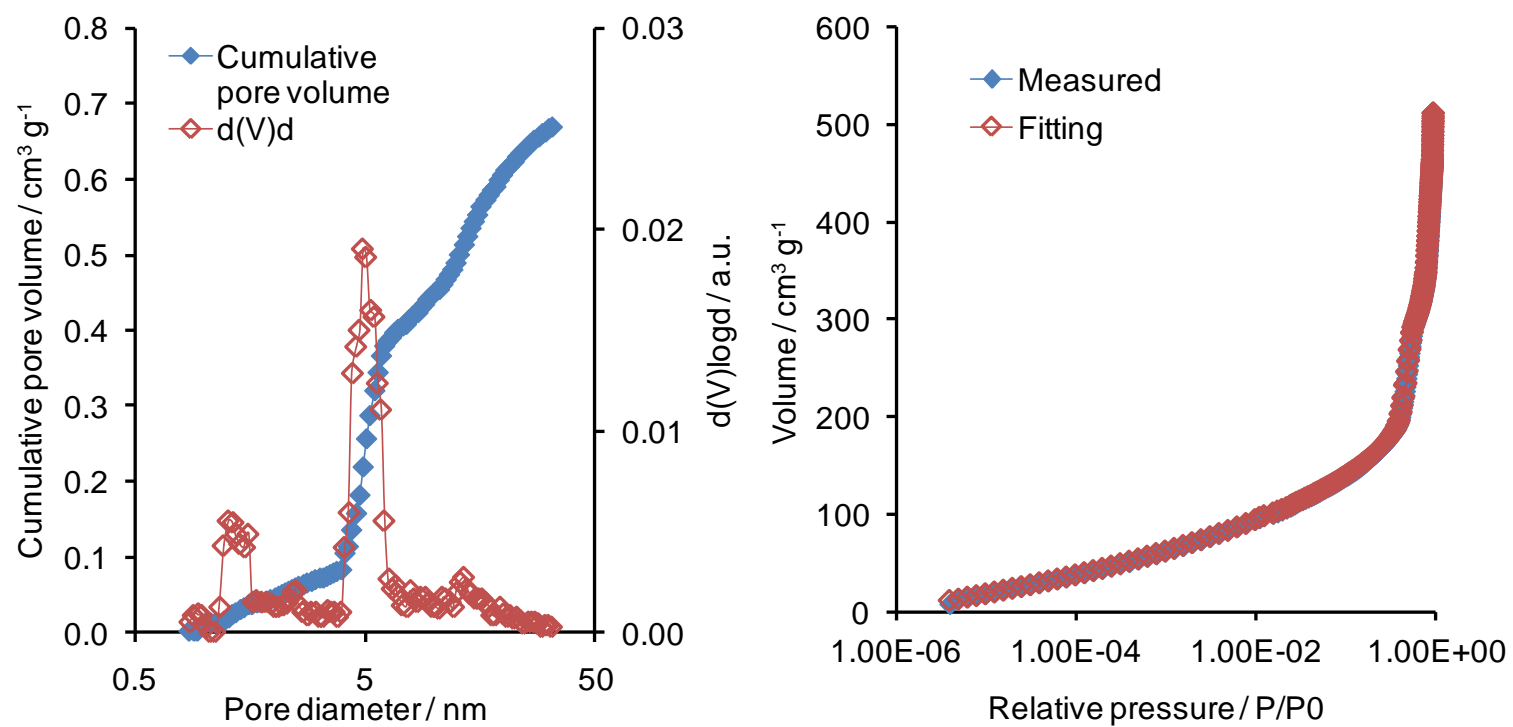 Cumulative pore volume / cm³ g⁻¹
0.8
0.7
0.6
0.5
0.4
0.3
0.2
0.1
0.0
Cumulative
pore volume
d(V)d
0.03
0.02
0.01
0.00
d(V)logd / a.u.
0.5
5
50
Pore diameter / nm
Volume / cm³ g⁻¹
600
500
400
300
200
100
0
Measured
Fitting
1.00E-06
1.00E-04
1.00E-02
1.00E+00
Relative pressure / P/P0